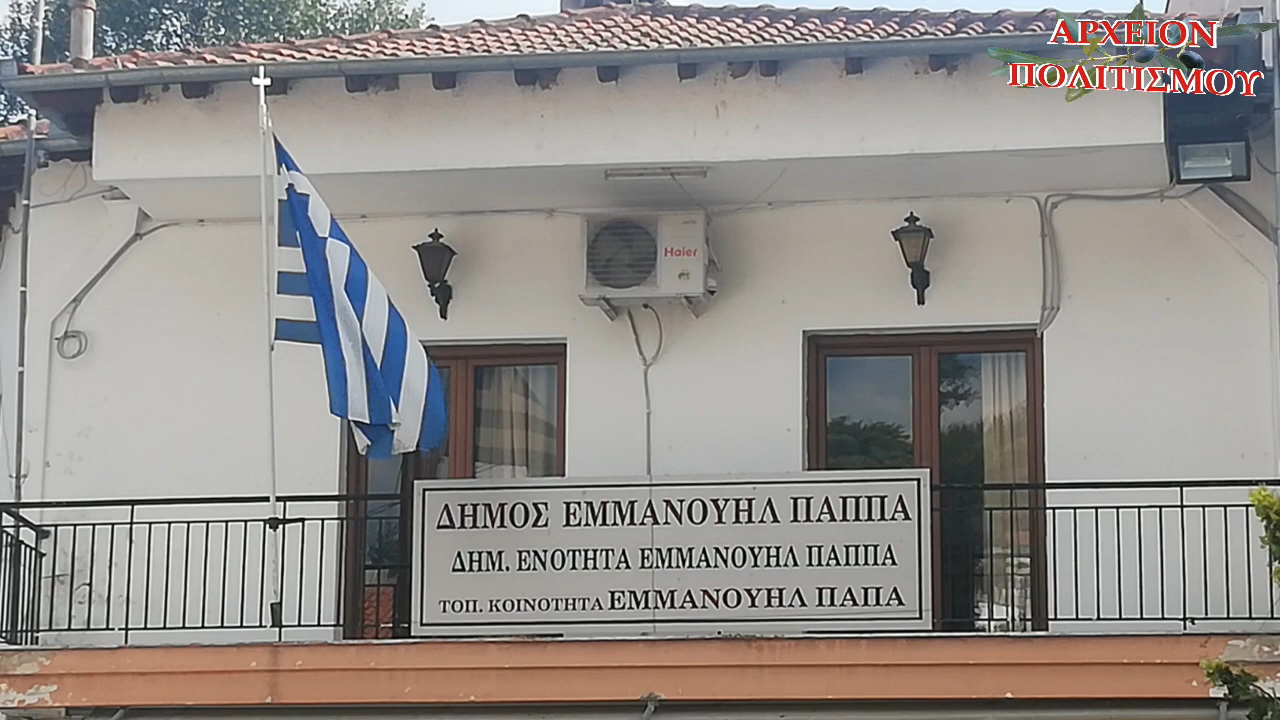 ΑΡΧΕΙΟΝ
ΠΟΛΙΤΙΣΜΟΥ
Haier
ΔΗΜΟΣ ΕΜΜΑΝΟΥΗΛ ΠΑΠΠΑ
ΔΗΜ. ΕΝΟΤΗΤΑ ΕΜΜΑΝΟΥΗΛ ΠΑΠΠΑ
ΤΟΠ. ΚΟΙΝΟΤΗΤΑ ΕΜΜΑΝΟΥΗΛ ΠΑΠΑ